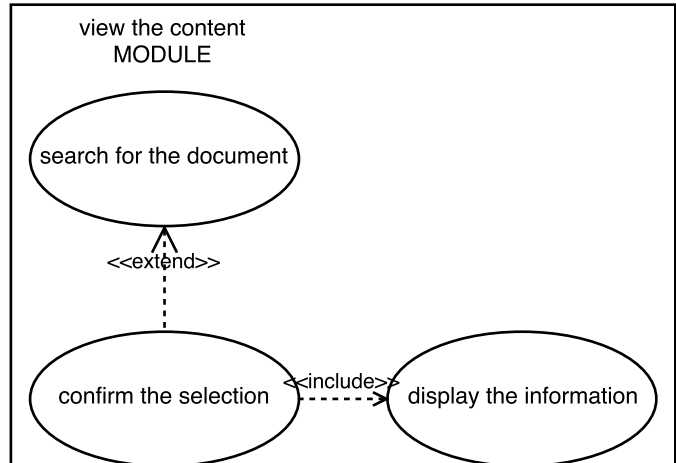 view the content
MODULE
search for the document
<<extend>>
confirm the selection
<<include>>
display the information